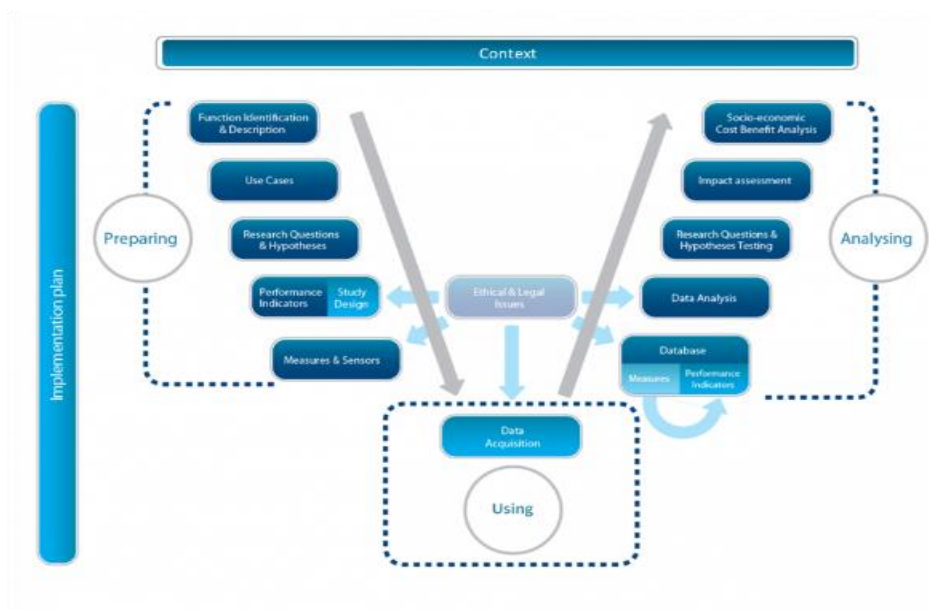 Context
Implementation plan
Preparing
Function Identification
& Description
Use Cases
Research Questions
& Hypotheses
Performance
Indicators
Study
Design
Measures & Sensors
Ethical & Legal
Issues
Data
Acquisition
Using
Socio-economic
Cost Benefit Analysis
Impact assessment
Research Questions &
Hypotheses Testing
Data Analysis
Database
Measures
Performance
Indicators
Analysing